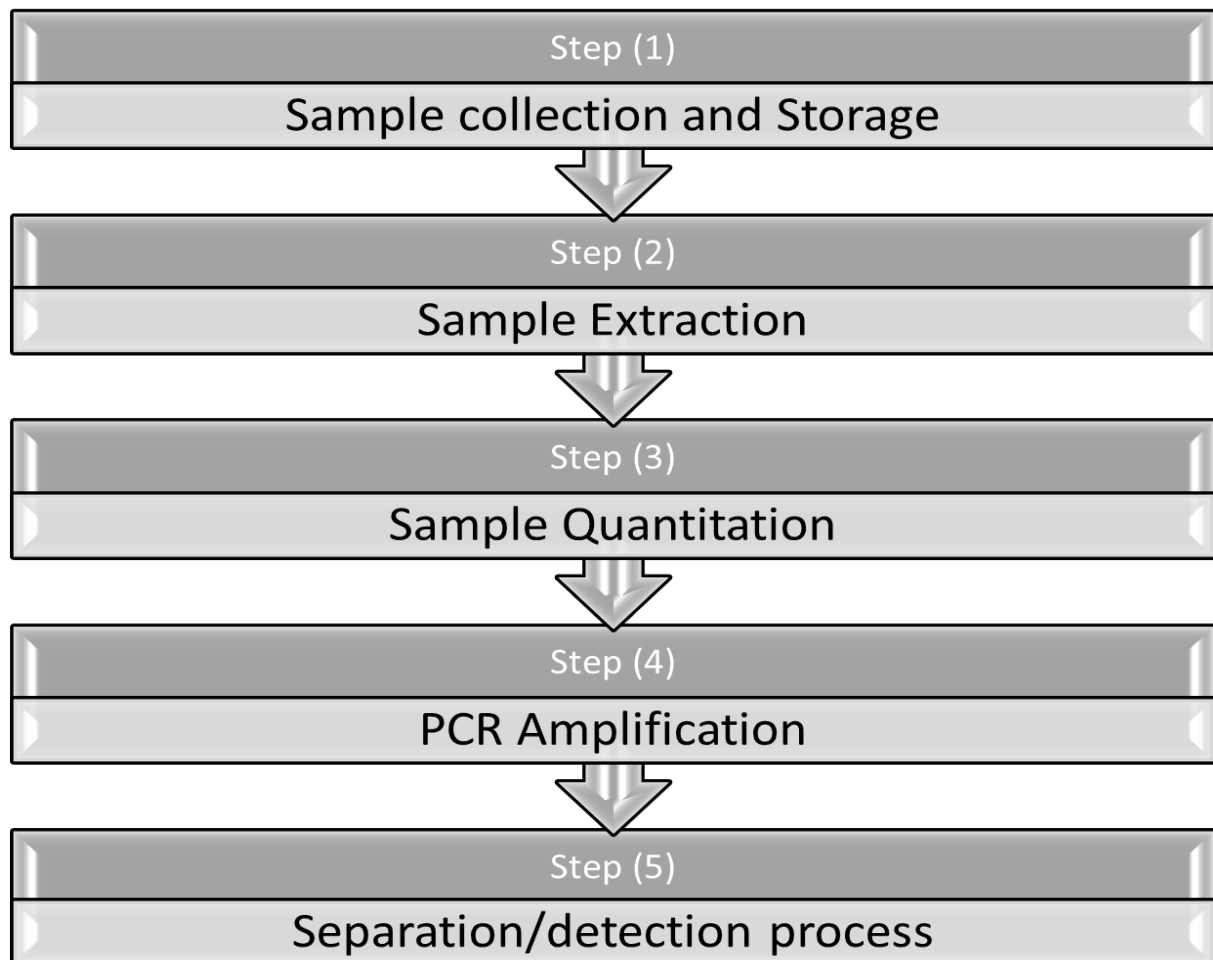 Step (1)
Sample collection and Storage
Step (2)
Sample Extraction
Step (3)
Sample Quantitation
Step (4)
PCR Amplification
Step (5)
Separation/detection process